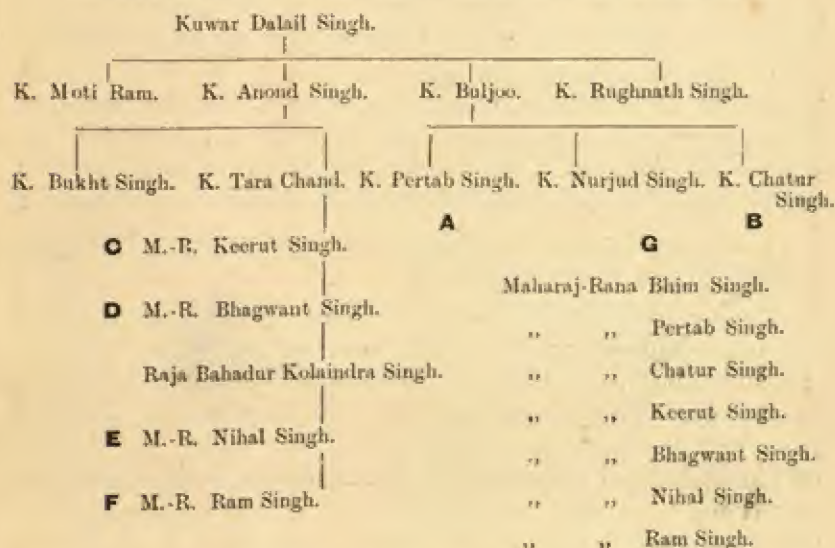 Kuwar Dalail Singh.
K. Moti Ram. K. Anond Singh. K. Buljoo. K. Rughnath Singh.
K. Bukht Singh. K. Tara Chand. K. Pertab Singh. K. Nurjud Singh. K. Chatur
Singh.
A B
C M.-R. Keerut Singh. G
Maharaj-Rana Bhim Singh.
D M.-R. Bhagwant Singh.
„ „ Pertab Singh.
Raja Bahadur Kolaindra Singh. „ „ Chatur Singh.
„ „ Keerut Singh.
E M.-R. Nihal Singh.
„ „ Bhagwant Singh.
„ „ Nihal Singh.
F M.-R. Ram Singh.
„ „ Ram Singh.